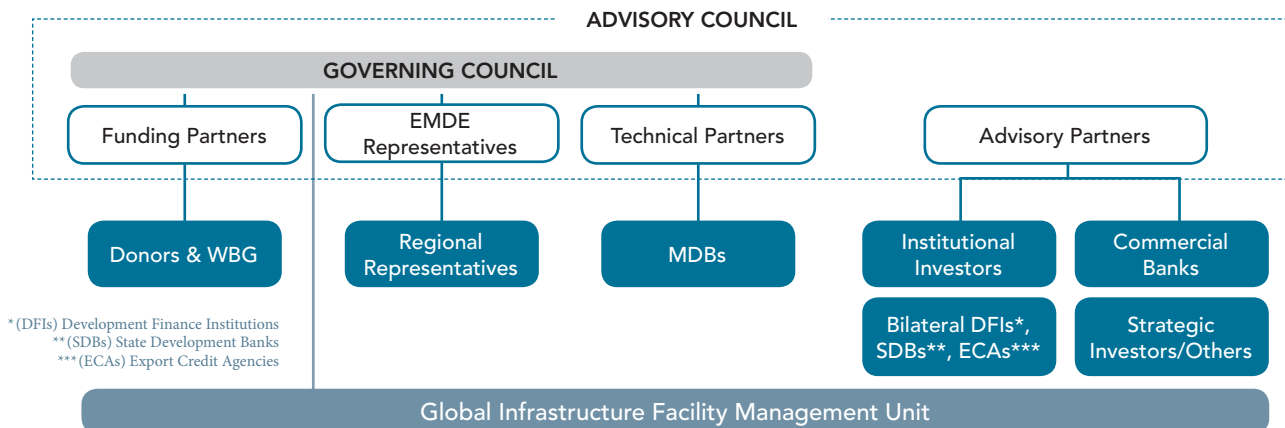 ADVISORY COUNCIL
GOVERNING COUNCIL
Funding Partners
EMDE
Representatives
Technical Partners
Advisory Partners
Donors & WBG
Regional
Representatives
MDBs
Institutional
Investors
Commercial
Banks
*(DFIs) Development Finance Institutions
**(SDBs) State Development Banks
***(ECAs) Export Credit Agencies
Bilateral DFIs*,
SDBs**, ECAs***
Strategic
Investors/Others
Global Infrastructure Facility Management Unit